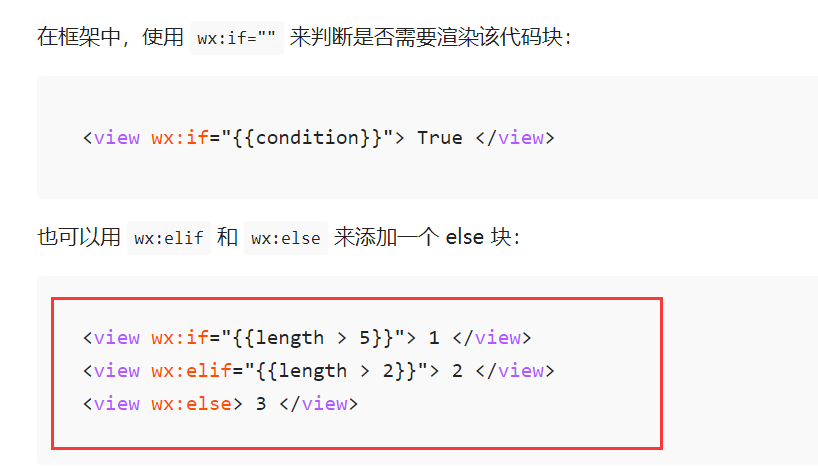 在框架中，使用 wx:if="" 来判断是否需要渲染该代码块：
<view wx:if="{{condition}}"> True </view>
也可以用 wx:elif 和 wx:else 来添加一个 else 块：
<view wx:if="{{length > 5}}"> 1 </view>
<view wx:elif="{{length > 2}}"> 2 </view>
<view wx:else> 3 </view>